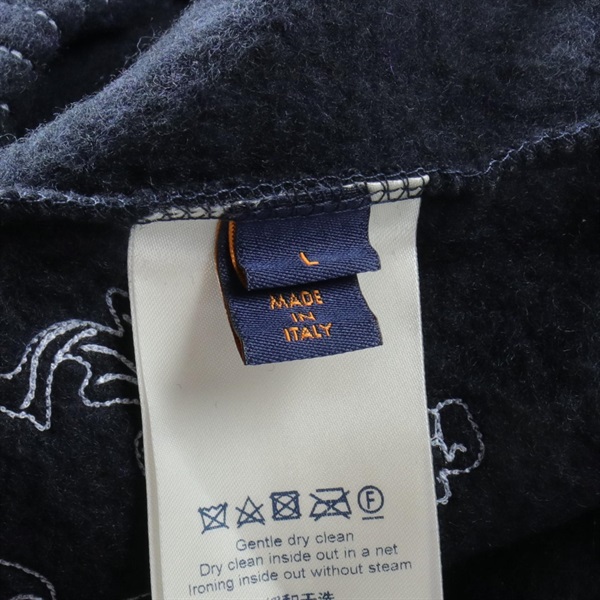 L
MADE
IN
ITALY
F
Gentle dry clean
Dry clean inside out in a net
Ironing inside out without steam